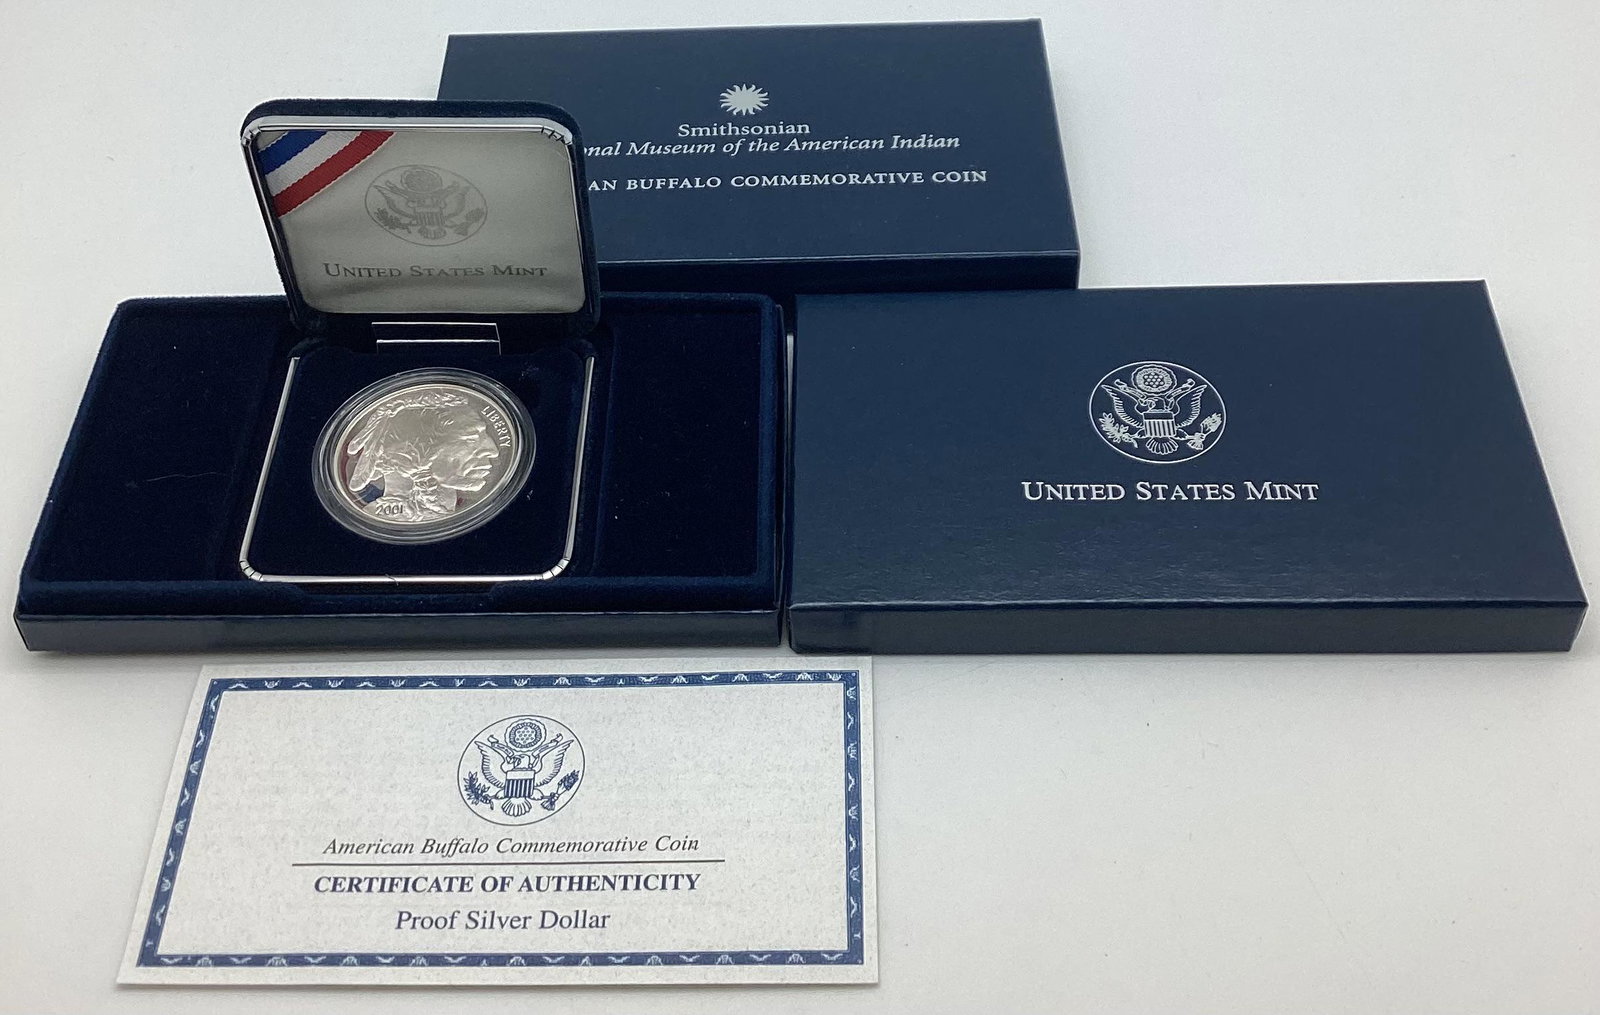 Smithsonian
onal Museum of the American Indian
AN BUFFALO COMMEMORATIVE COIN
UNITED STATES MINT
LIBERTY
2001
UNITED STATES MINT
American Buffalo Commemorative Coin
CERTIFICATE OF AUTHENTICITY
Proof Silver Dollar